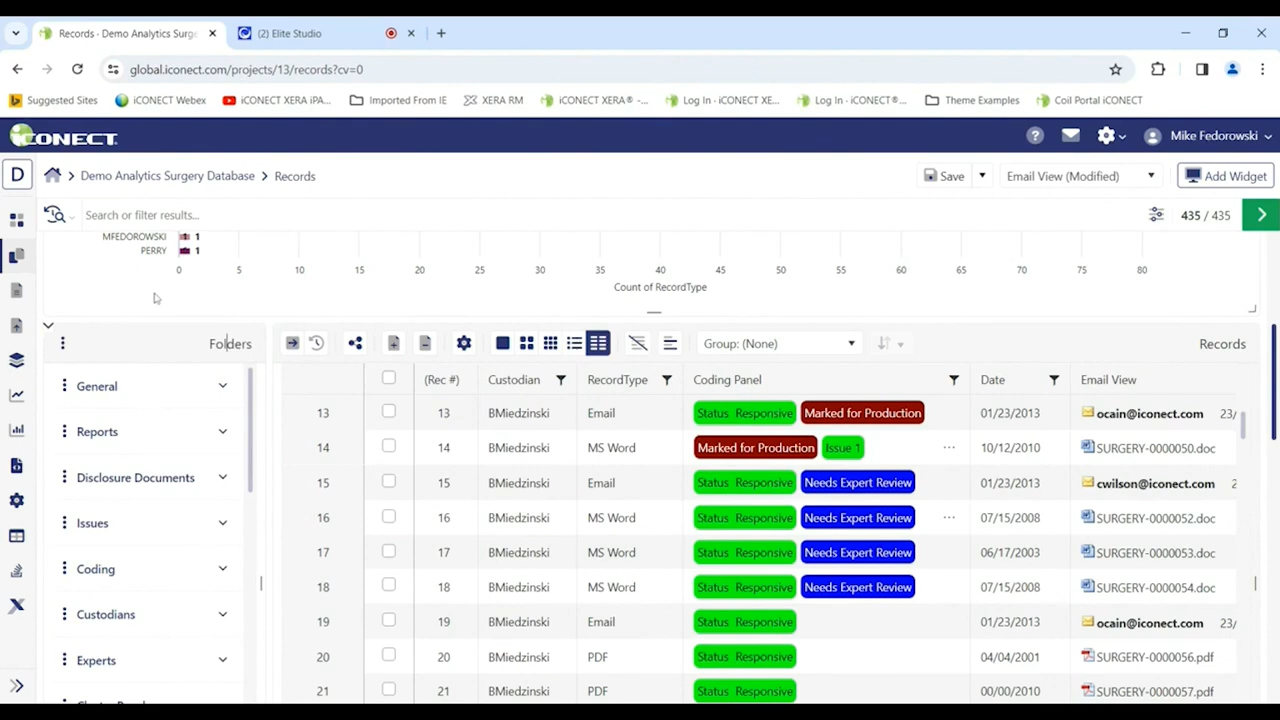 Records - Demo Analytics Surge
(2) Elite Studio
global.iconect.com/projects/13/records?cv=0
Suggested Sites
iCONECT Webex
iCONECT XERA iPA...
Imported From IE
XERA RM
iCONECT XERA® -...
Log In - iCONECT XE...
Log In - iCONECT®...
Theme Examples
Coil Portal iCONECT
iCONECT
Mike Fedorowski
D
Demo Analytics Surgery Database
Records
Save
Email View (Modified)
Add Widget
Search or filter results...
435 / 435
MFEDOROWSKI 1
PERRY 1
0 5 10 15 20 25 30 35 40 45 50 55 60 65 70 75 80
Count of RecordType
Folders
Group: (None)
Records
General
Reports
Disclosure Documents
Issues
Coding
Custodians
Experts
(Rec #) Custodian RecordType Coding Panel Date Email View
13 13 BMiedzinski Email Status Responsive Marked for Production 01/23/2013 ocain@iconect.com 23/
14 14 BMiedzinski MS Word Marked for Production Issue 1 ... 10/12/2010 SURGERY-0000050.doc
15 15 BMiedzinski Email Status Responsive Needs Expert Review 01/23/2013 cwilson@iconect.com 2
16 16 BMiedzinski MS Word Status Responsive Needs Expert Review ... 07/15/2008 SURGERY-0000052.doc
17 17 BMiedzinski MS Word Status Responsive Needs Expert Review 06/17/2003 SURGERY-0000053.doc
18 18 BMiedzinski MS Word Status Responsive Needs Expert Review 07/15/2008 SURGERY-0000054.doc
19 19 BMiedzinski Email Status Responsive 01/23/2013 ocain@iconect.com 23/
20 20 BMiedzinski PDF Status Responsive 04/04/2001 SURGERY-0000056.pdf
21 21 BMiedzinski PDF Status Responsive 00/00/2010 SURGERY-0000057.pdf